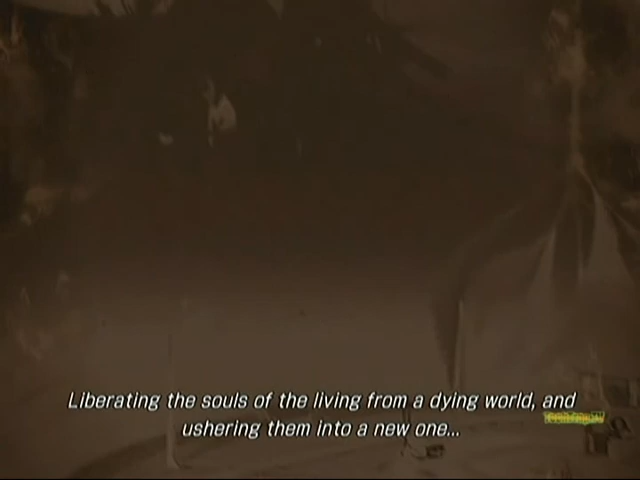 Liberating the souls of the living from a dying world, and
ushering them into a new one...